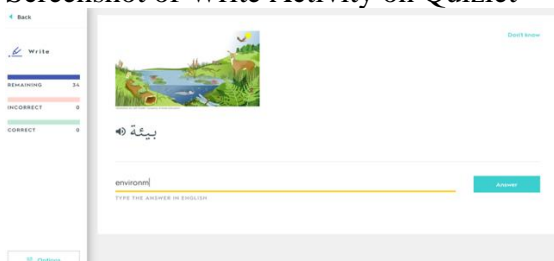 Screenshot of Write Activity on Quizlet
Back
Write
REMAINING 34
INCORRECT 0
CORRECT 0
Options
Don't know
بيئة
environm
TYPE THE ANSWER IN ENGLISH
Answer